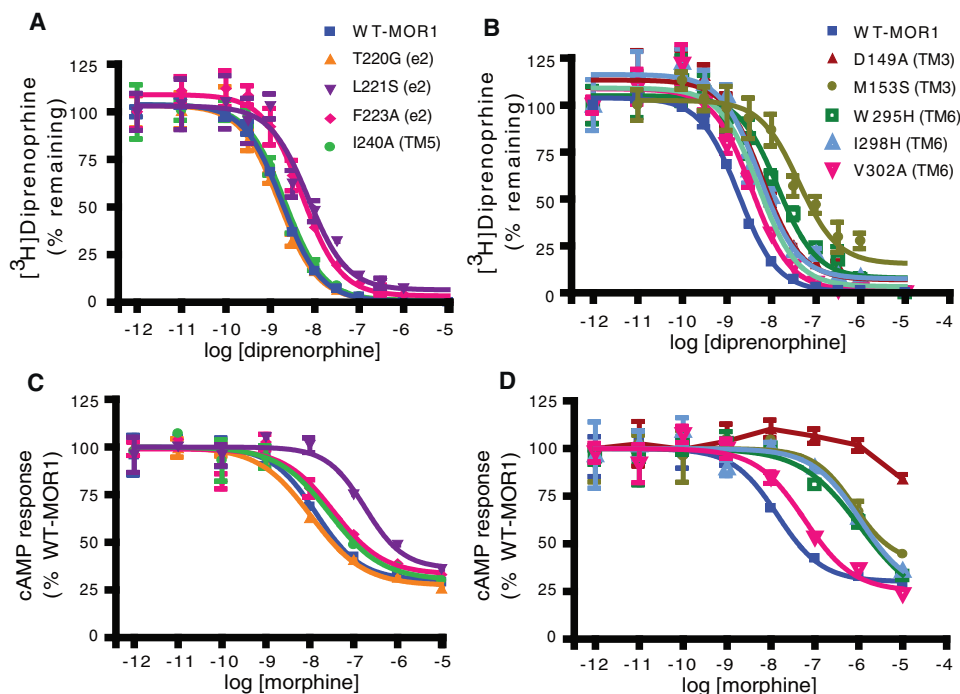 A
WT-MOR1
T220G (e2)
L221S (e2)
F223A (e2)
I240A (TM5)
[³H]Diprenoprhine
(% remaining)
125
100
75
50
25
0
-12 -11 -10 -9 -8 -7 -6 -5
log [diprenorphine]
B
WT-MOR1
D149A (TM3)
M153S (TM3)
W295H (TM6)
I298H (TM6)
V302A (TM6)
[³H]Diprenoprhine
(% remaining)
125
100
75
50
25
0
-12 -11 -10 -9 -8 -7 -6 -5 -4
log [diprenorphine]
C
cAMP response
(% WT-MOR1)
125
100
75
50
25
0
-12 -11 -10 -9 -8 -7 -6 -5
log [morphine]
D
cAMP response
(% WT-MOR1)
125
100
75
50
25
0
-12 -11 -10 -9 -8 -7 -6 -5 -4
log [morphine]